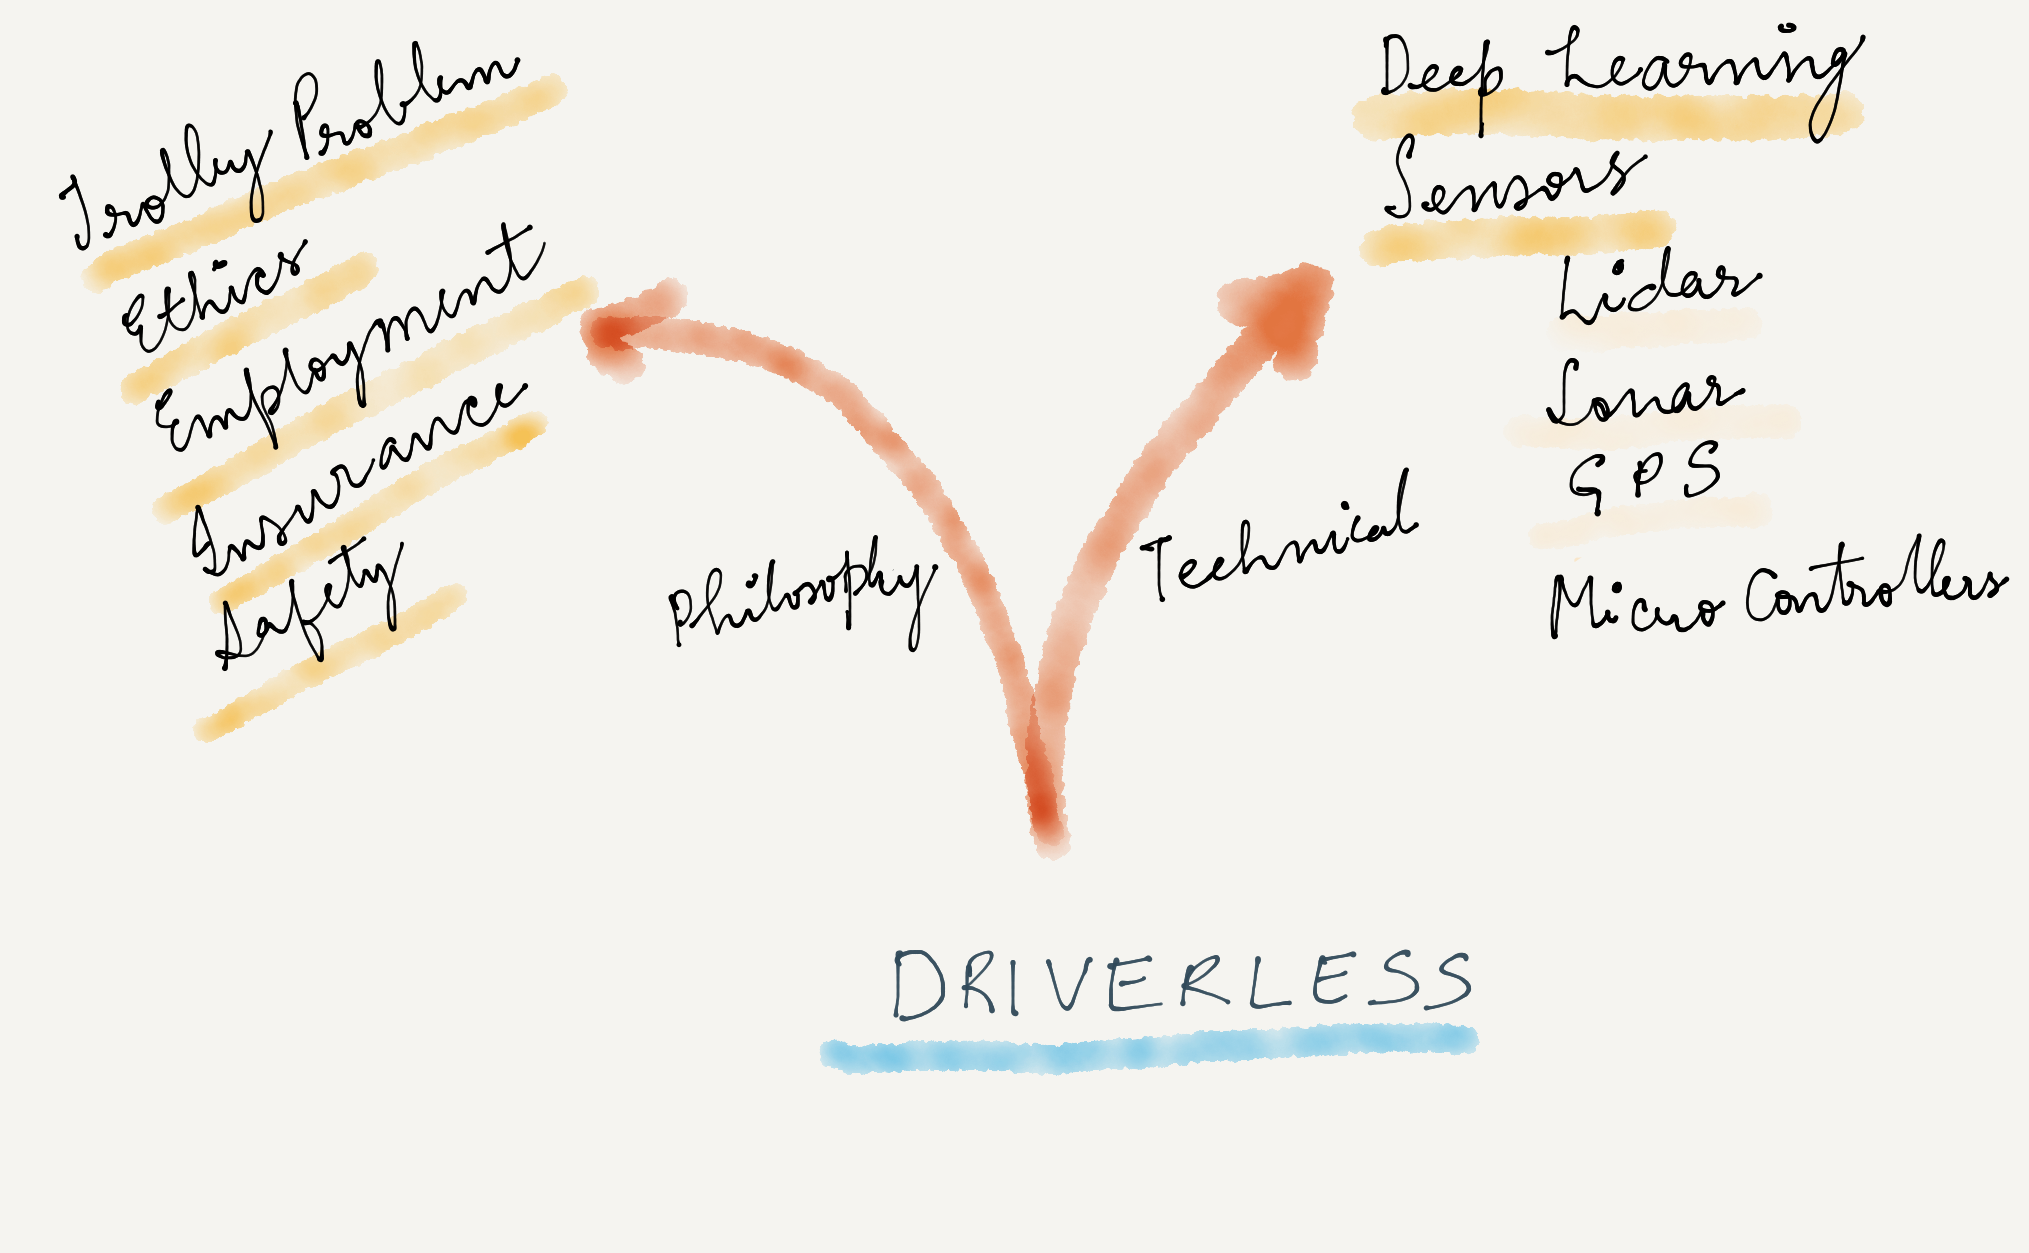 Trolley Problem
Ethics
Employment
Insurance
Safety
Philosophy
Deep Learning
Sensors
Lidar
Sonar
GPS
Micro Controllers
Technical
DRIVERLESS